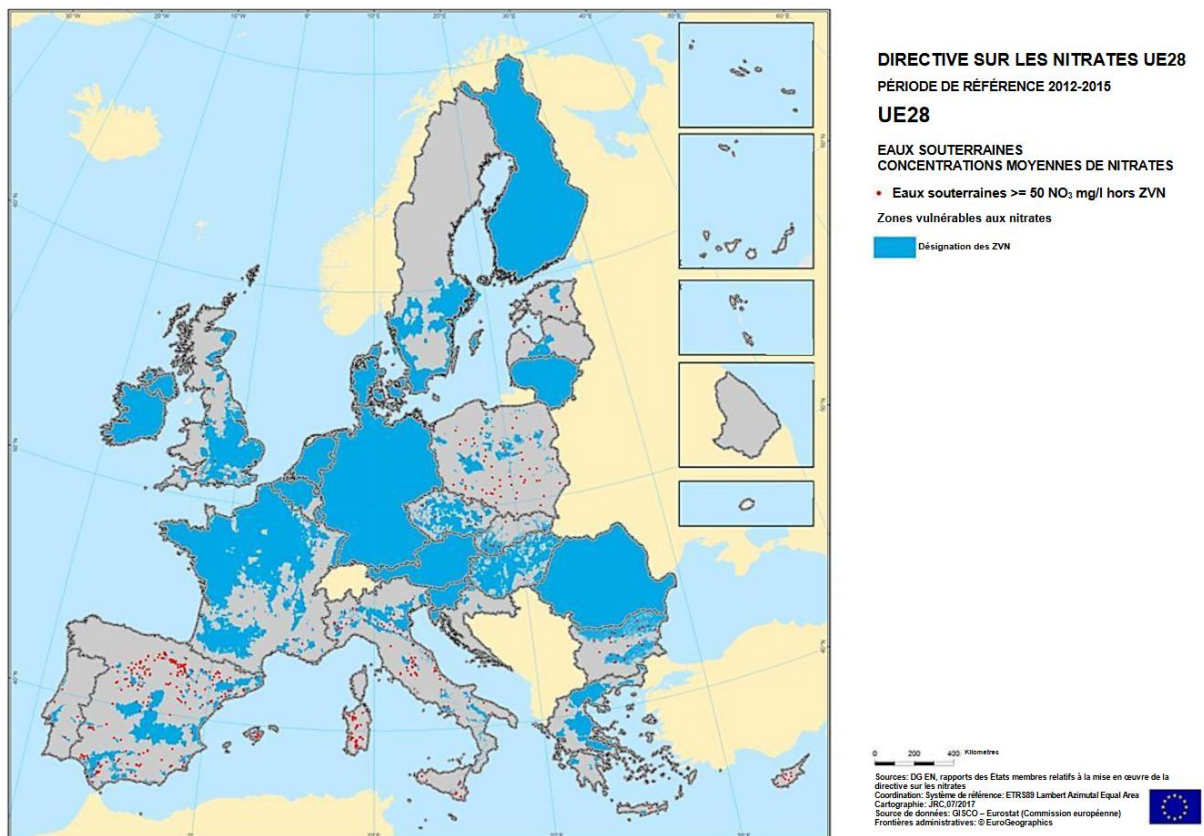 DIRECTIVE SUR LES NITRATES UE28
PÉRIODE DE RÉFÉRENCE 2012-2015
UE28
EAUX SOUTERRAINES
CONCENTRATIONS MOYENNES DE NITRATES
Eaux souterraines >= 50 NO₃ mg/l hors ZVN
Zones vulnérables aux nitrates
Désignation des ZVN
0 200 400 Kilometres
Sources: DG EN, rapports des États membres relatifs à la mise en œuvre de la
directive sur les nitrates
Coordination: Système de référence: ETRS89 Lambert Azimutal Equal Area
Cartographie: JRC,07/2017
Source de données: GISCO – Eurostat (Commission européenne)
Frontières administratives: © EuroGeographics